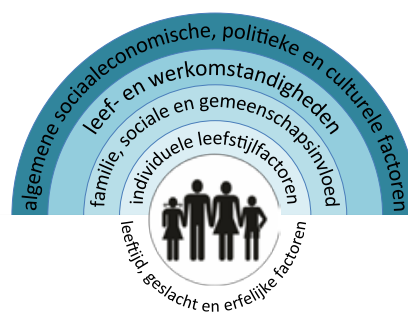 algemene sociaaleconomische, politieke en culturele factoren
leef- en werkomstandigheden
familie, sociale en gemeenschapsinvloed
individuele leefstijlfactoren
leeftijd, geslacht en erfelijke factoren